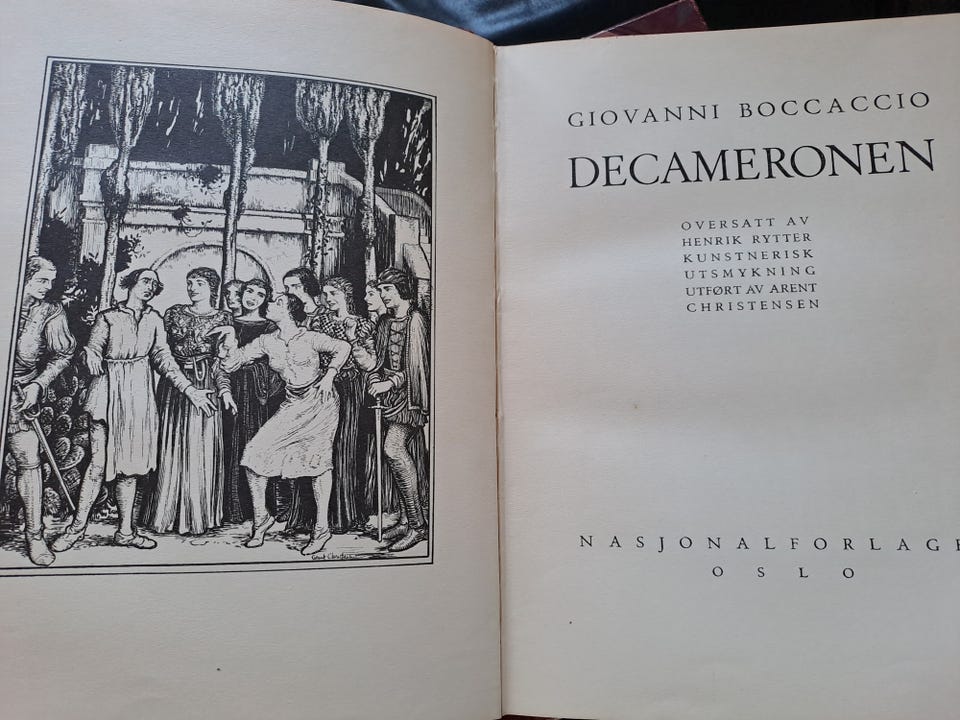 GIOVANNI BOCCACCIO
DECAMERONEN
OVERSATT AV
HENRIK RYTTER
KUNSTNERISK
UTSMYKNING
UTFØRT AV ARENT
CHRISTENSEN
NASJONALFORLAGE
OSLO